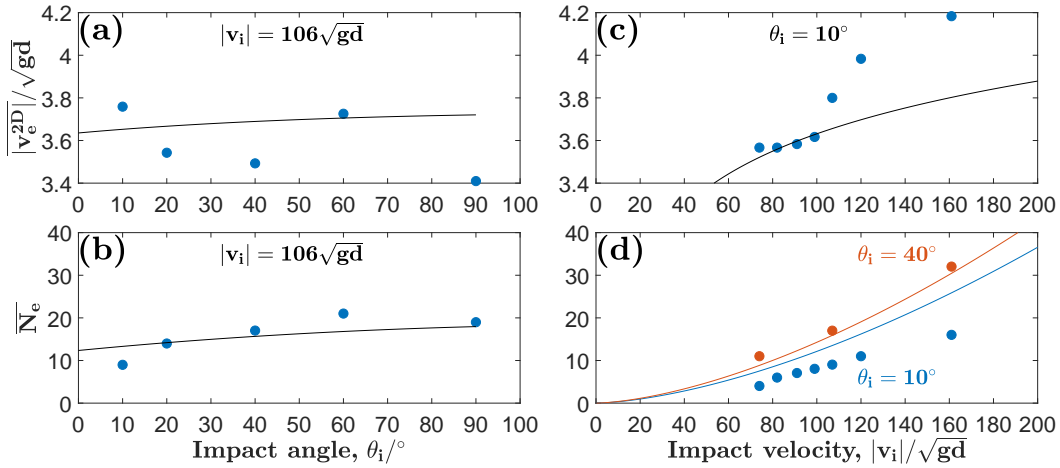 (a)
|v_i| = 106√gd
4.2
4
3.8
3.6
3.4
0 10 20 30 40 50 60 70 80 90 100
|v_e^{2D}|/√gd
(c)
θ_i = 10°
4.2
4
3.8
3.6
3.4
0 20 40 60 80 100 120 140 160 180 200
(b)
|v_i| = 106√gd
40
30
20
10
0
0 10 20 30 40 50 60 70 80 90 100
N_e
Impact angle, θ_i/°
(d)
θ_i = 40°
θ_i = 10°
40
30
20
10
0
0 20 40 60 80 100 120 140 160 180 200
Impact velocity, |v_i|/√gd